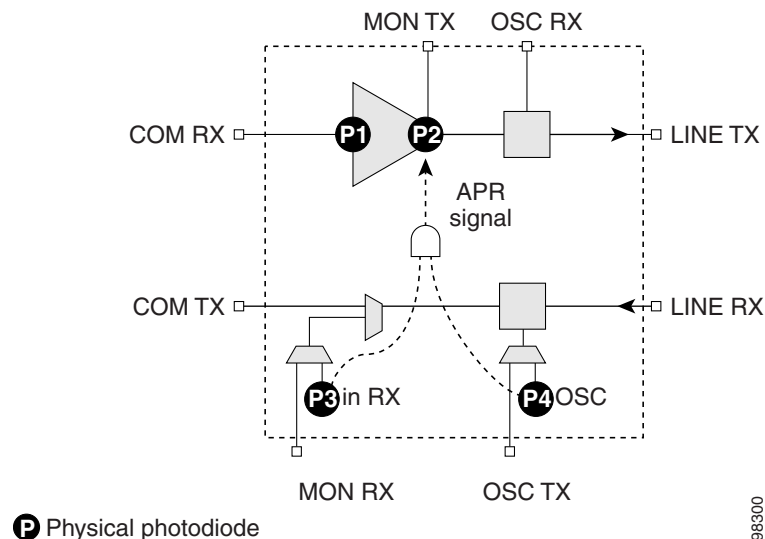 MON TX
OSC RX
COM RX
P1
P2
LINE TX
APR
signal
COM TX
LINE RX
P3 in RX
P4 OSC
MON RX
OSC TX
P Physical photodiode
98300